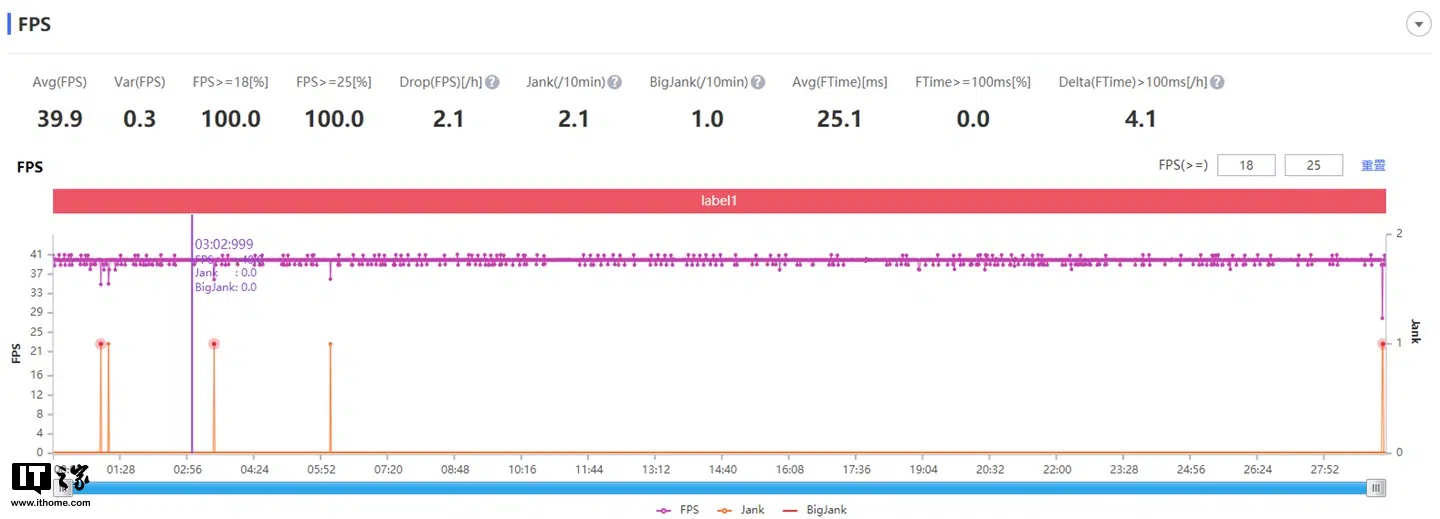 FPS
Avg(FPS) Var(FPS) FPS>=18[%] FPS>=25[%] Drop(FPS)[/h] ? Jank(/10min) ? BigJank(/10min) ? Avg(FTime)[ms] FTime>=100ms[%] Delta(FTime)>100ms[/h] ?
39.9 0.3 100.0 100.0 2.1 2.1 1.0 25.1 0.0 4.1
FPS
FPS(>=) 18 25 重置
label1
03:02:999
FPS
Jank : 0.0
BigJank: 0.0
41
37
33
29
25
21
16
12
8
4
0
FPS
2
1
0
Jank
01:28 02:56 04:24 05:52 07:20 08:48 10:16 11:44 13:12 14:40 16:08 17:36 19:04 20:32 22:00 23:28 24:56 26:24 27:52
IT之家
www.ithome.com
FPS Jank BigJank